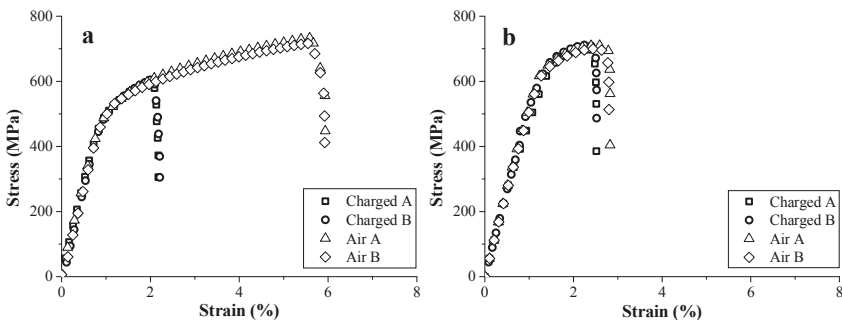 800
600
400
200
0
Stress (MPa)
a
Charged A
Charged B
Air A
Air B
0 2 4 6 8
Strain (%)
800
600
400
200
0
Stress (MPa)
b
Charged A
Charged B
Air A
Air B
0 2 4 6 8
Strain (%)